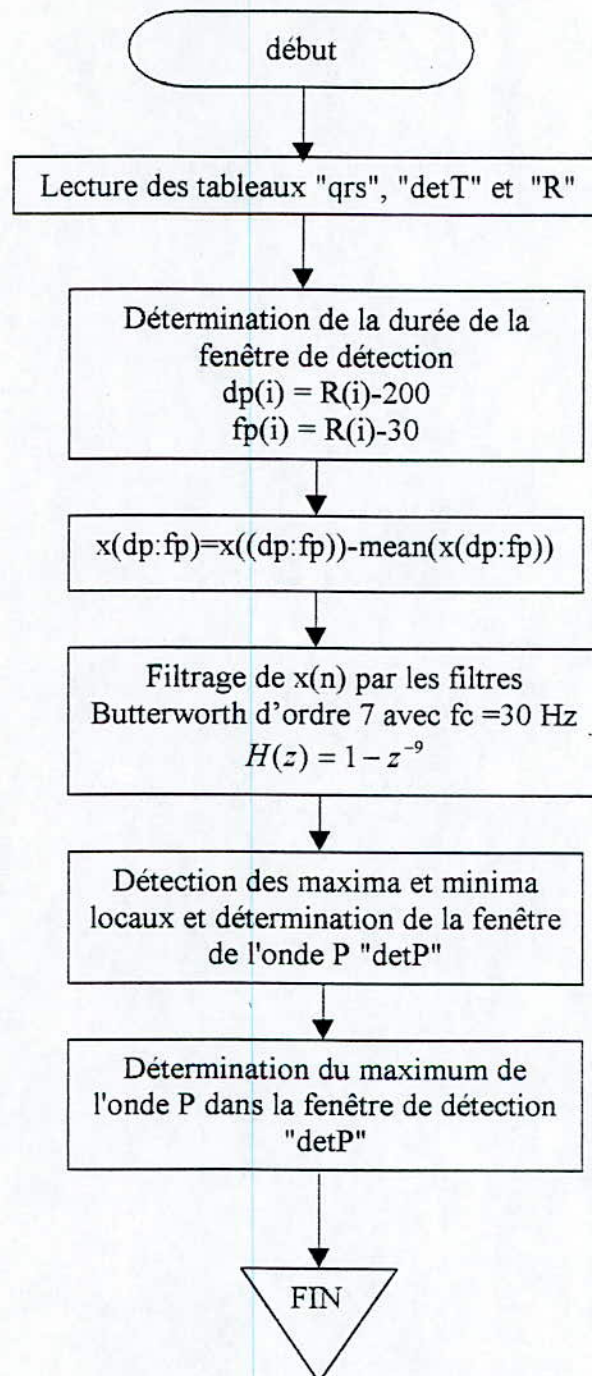 début
Lecture des tableaux "qrs", "detT" et "R"
Détermination de la durée de la
fenêtre de détection
dp(i) = R(i)-200
fp(i) = R(i)-30
x(dp:fp)=x((dp:fp))-mean(x(dp:fp))
Filtrage de x(n) par les filtres
Butterworth d'ordre 7 avec fc =30 Hz
H(z) = 1 − z⁻⁹
Détection des maxima et minima
locaux et détermination de la fenêtre
de l'onde P "detP"
Détermination du maximum de
l'onde P dans la fenêtre de détection
"detP"
FIN